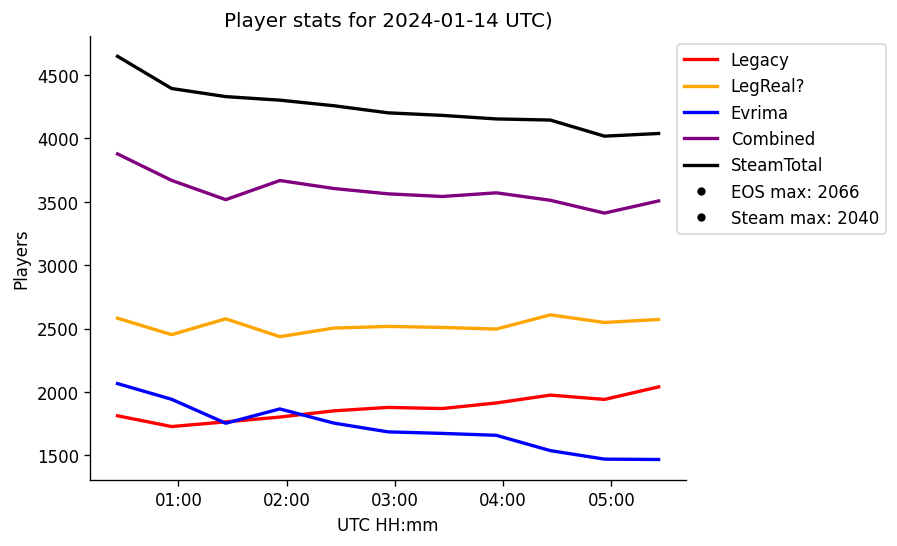 Player stats for 2024-01-14 UTC)
Legacy
LegReal?
Evrima
Combined
SteamTotal
EOS max: 2066
Steam max: 2040
Players
4500
4000
3500
3000
2500
2000
1500
01:00 02:00 03:00 04:00 05:00
UTC HH:mm